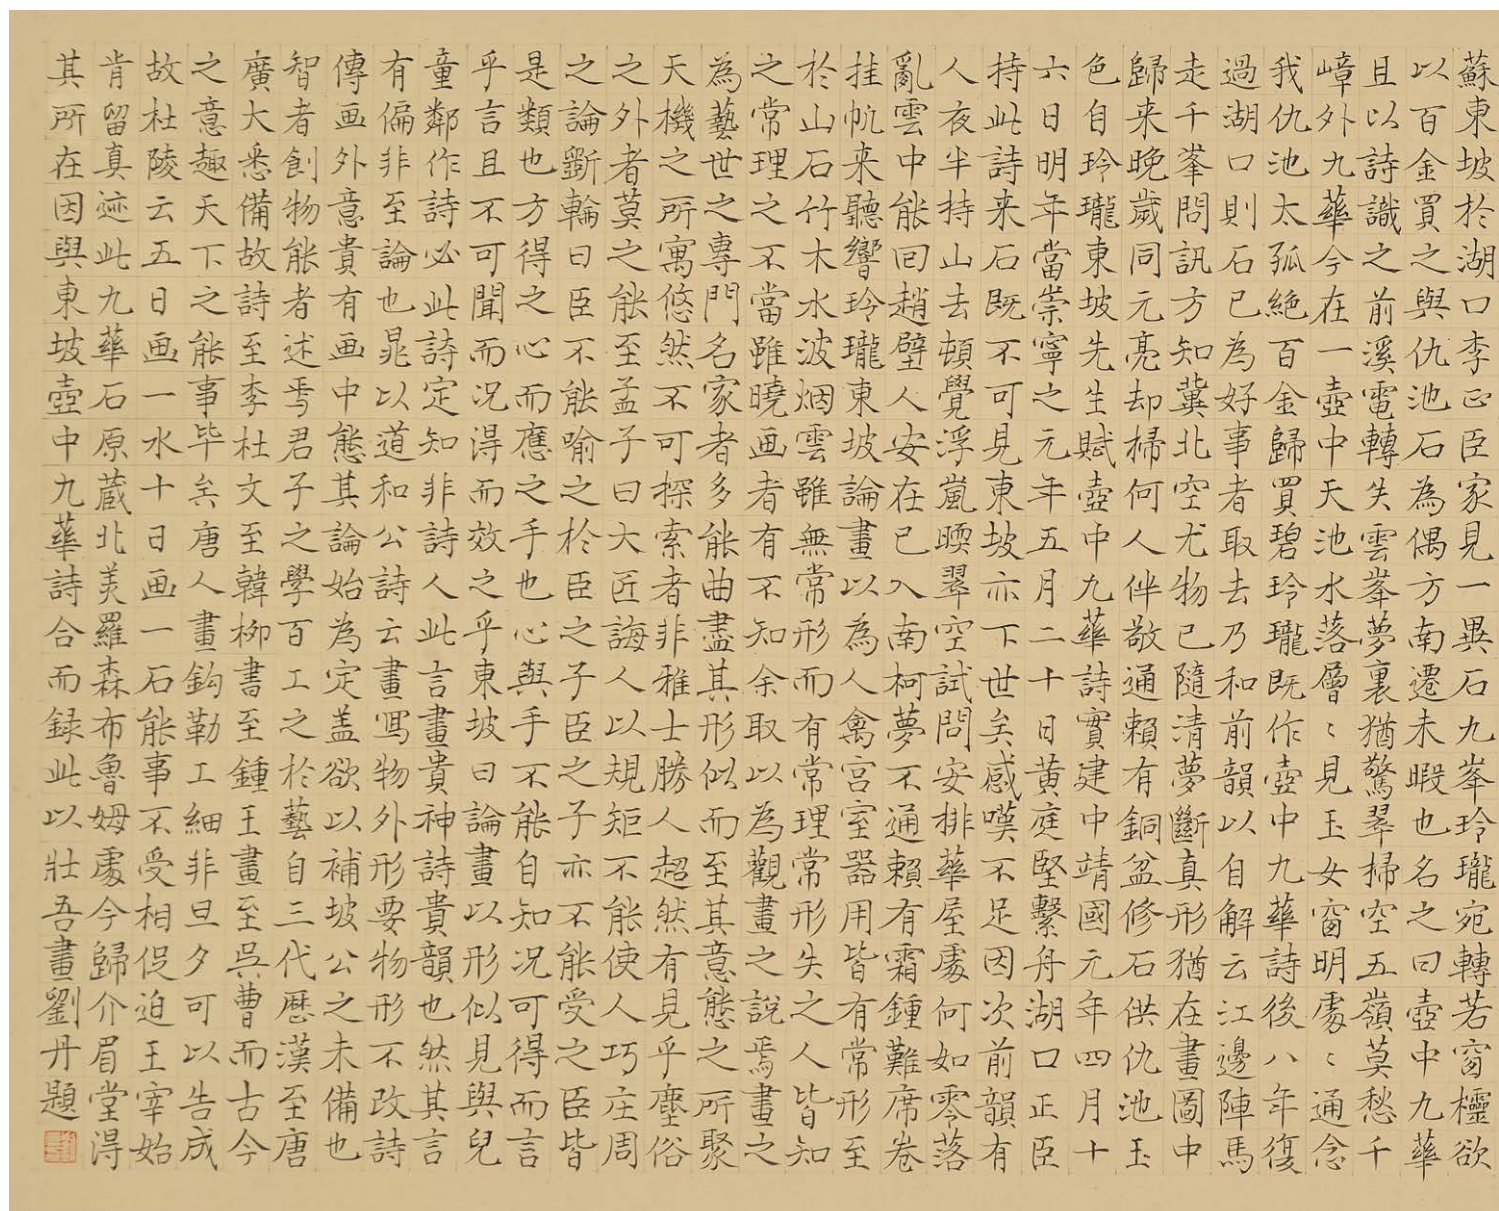 蘇東坡於湖口李正臣家見一異石九峯玲瓏宛轉若窗櫺欲
以百金買之與仇池石為偶方南遷未暇也名之曰壺中九華
且以詩識之前溪電轉失雲峯夢裏猶驚翠掃空五嶺莫愁千
嶂外九華今在一壺中天池水落層〻見玉女窗明處〻通念
我仇池太孤絕百金歸買碧玲瓏既作壺中九華詩後八年復
過湖口則石已為好事者取去乃和前韻以自解云江邊陣馬
走千峯問訊方知冀北空尤物已隨清夢斷真形猶在畫圖中
歸来晚歲同元亮却掃何人伴敬通賴有銅盆修石供仇池玉
色自玲瓏東坡先生賦壺中九華詩實建中靖國元年四月十
六日明年當崇寧之元年五月二十日黃庭堅繫舟湖口正臣
持此詩来石既不可見東坡亦下世矣感嘆不足因次前韻有
人夜半持山去頓覺浮嵐暖翠空試問安排華屋處何如零落
亂雲中能回趙璧人安在已入南柯夢不通賴有霜鍾難席卷
挂帆来聽響玲瓏東坡論畫以為人禽宮室器用皆有常形至
於山石竹木水波烟雲雖無常形而有常理常形失之人皆知
之常理之不當雖曉画者有不知余取以為觀畫之說焉畫之
為藝世之專門名家者多能曲盡其形似而至其意態之所聚
天機之所寓悠然不可探索者非雅士勝人超然有見乎塵俗
之外者莫之能至孟子曰大匠誨人以規矩不能使人巧庄周
之論斷輪曰臣不能喻之於臣之子臣之子亦不能受之臣皆
是類也方得之心而應之手也心與手不能自知況可得而言
乎言且不可聞而況得而效之乎東坡曰論畫以形似見與兒
童鄰作詩必此詩定知非詩人此言畫貴神詩貴韻也然其言
有偏非至論也晁以道和公詩云畫寫物外形要物形不改詩
傳画外意貴有画中態其論始為定盖欲以補坡公之未備也
智者創物能者述焉君子之學百工之於藝自三代歷漢至唐
廣大悉備故詩至李杜文至韓柳書至鍾王畫至吳曹而古今
之意趣天下之能事毕矣唐人畫鈎勒工細非旦夕可以告成
故杜陵云五日画一水十日画一石能事不受相促迫王宰始
肯留真迹此九華石原藏北美羅森布魯姆處今歸介眉堂得
其所在因與東坡壺中九華詩合而録此以壯吾畫劉丹題